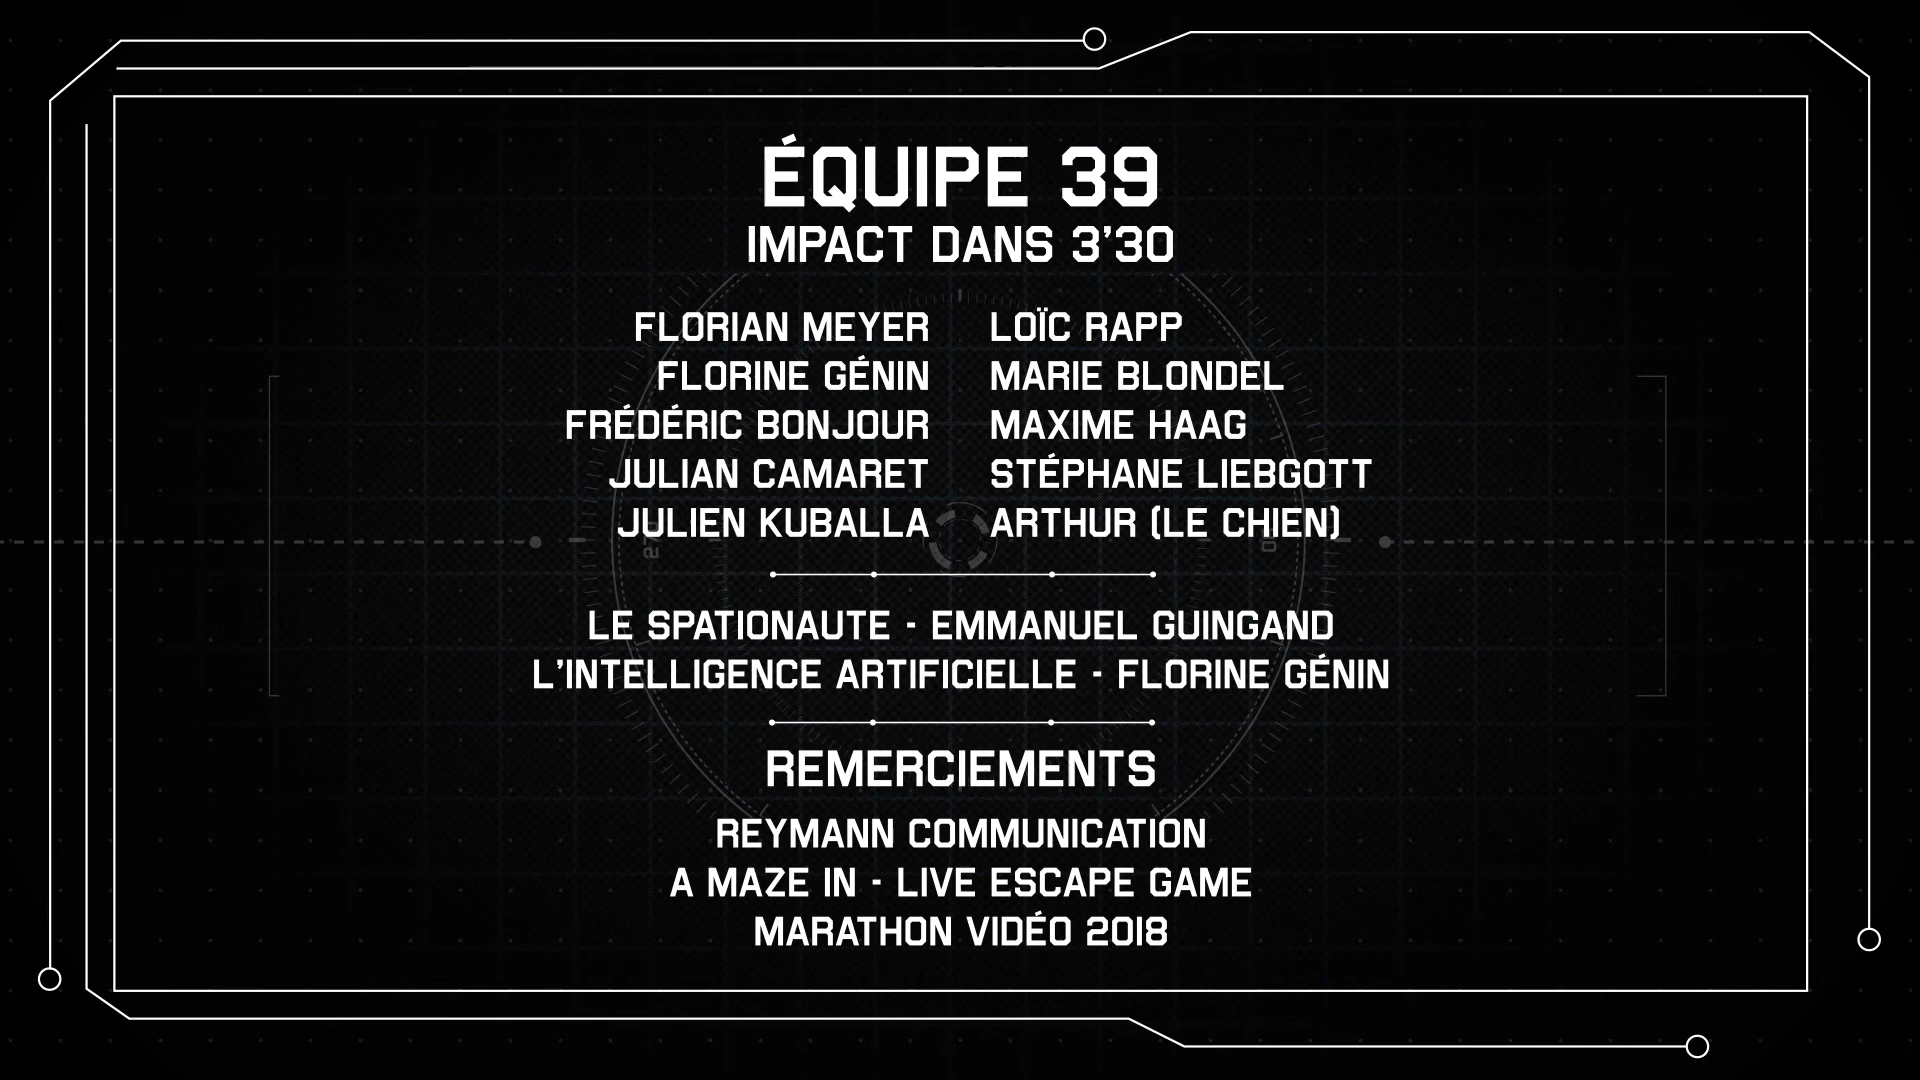 ÉQUIPE 39
IMPACT DANS 3'30
FLORIAN MEYER
FLORINE GÉNIN
FRÉDÉRIC BONJOUR
JULIAN CAMARET
JULIEN KUBALLA
LOÏC RAPP
MARIE BLONDEL
MAXIME HAAG
STÉPHANE LIEBGOTT
ARTHUR (LE CHIEN)
LE SPATIONAUTE - EMMANUEL GUINGAND
L'INTELLIGENCE ARTIFICIELLE - FLORINE GÉNIN
REMERCIEMENTS
REYMANN COMMUNICATION
A MAZE IN - LIVE ESCAPE GAME
MARATHON VIDÉO 2018